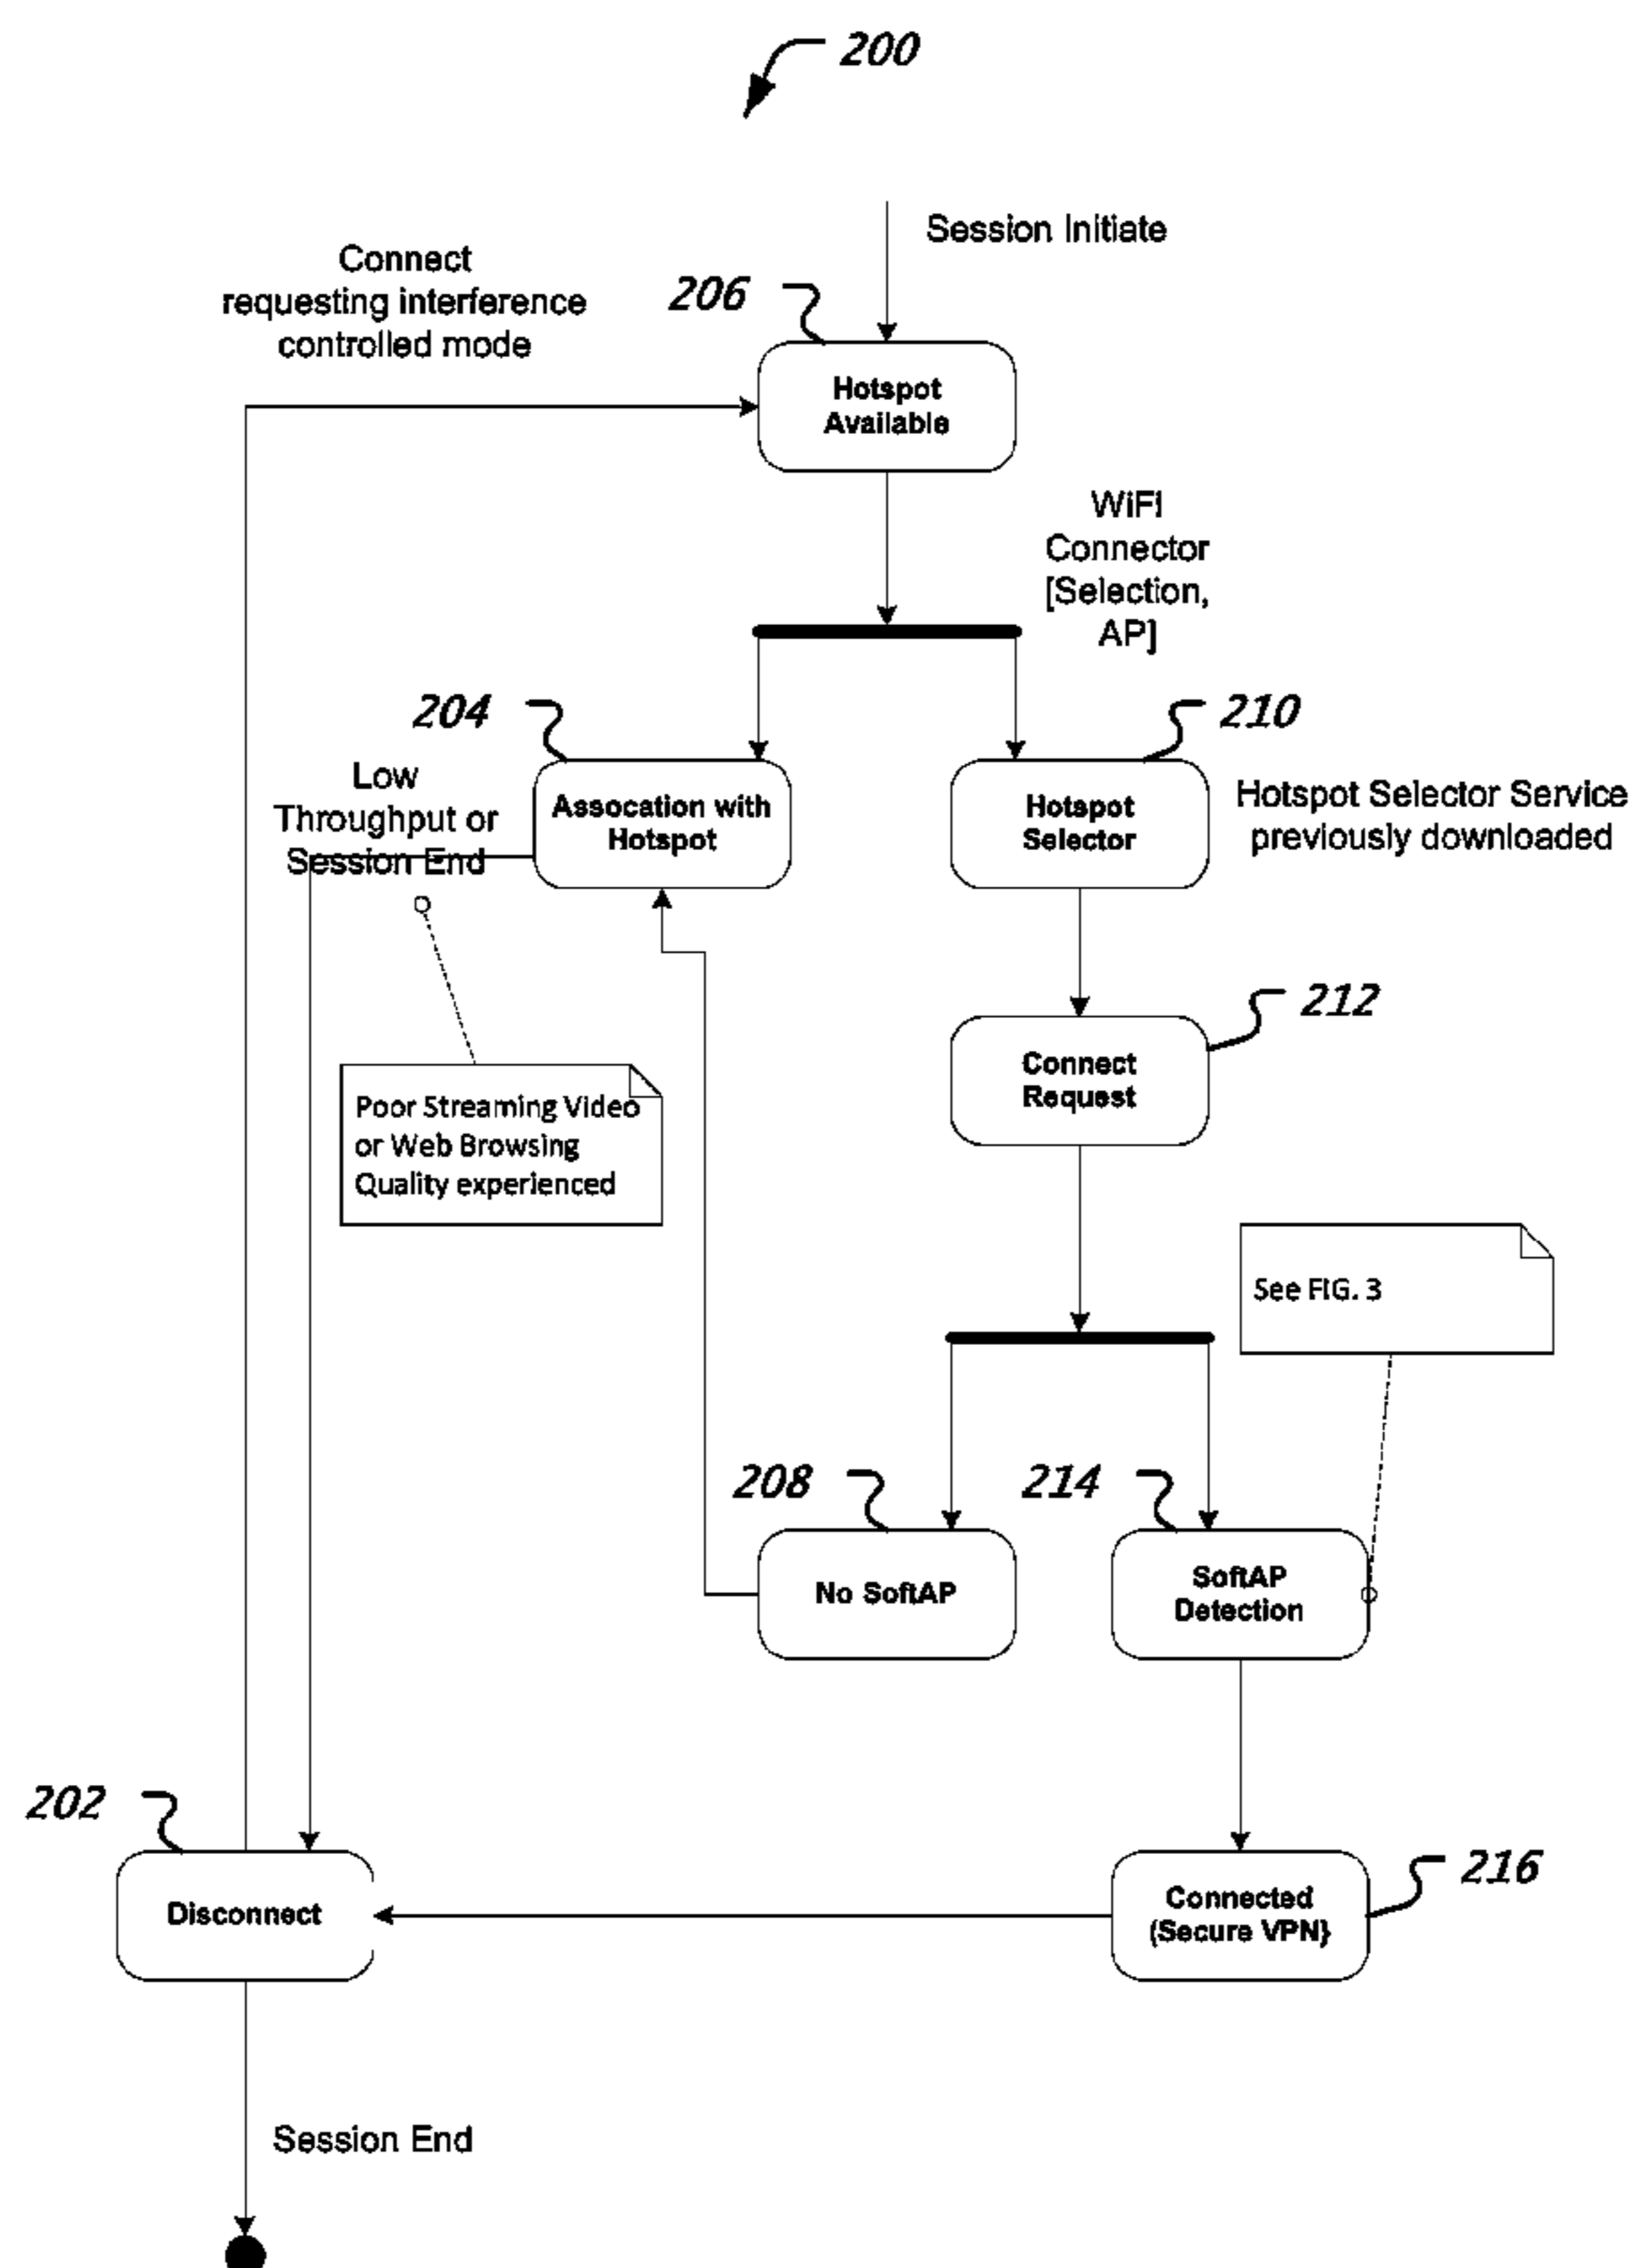 200
Session Initiate
Connect
requesting interference
controlled mode
206
Hotspot
Available
WiFi
Connector
[Selection,
AP]
204
210
Low
Throughput or
Session End
Assocation with
Hotspot
Hotspot
Selector
Hotspot Selector Service
previously downloaded
212
Connect
Request
Poor Streaming Video
or Web Browsing
Quality experienced
See FIG. 3
208
214
No SoftAP
SoftAP
Detection
202
216
Disconnect
Connected
(Secure VPN}
Session End